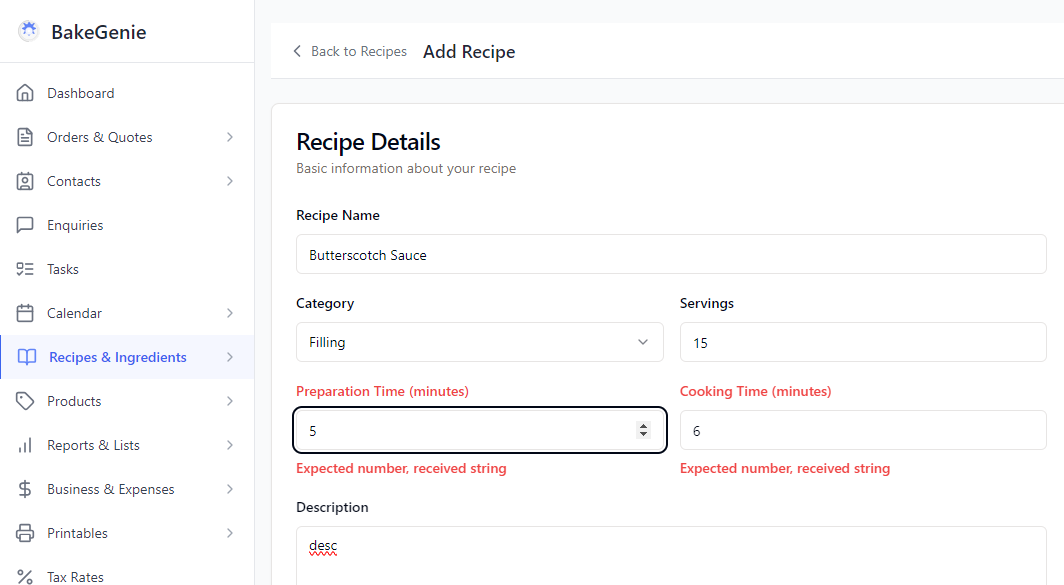 BakeGenie
Back to Recipes
Add Recipe
Dashboard
Orders & Quotes
Contacts
Enquiries
Tasks
Calendar
Recipes & Ingredients
Products
Reports & Lists
Business & Expenses
Printables
Tax Rates
Recipe Details
Basic information about your recipe
Recipe Name
Butterscotch Sauce
Category
Servings
Filling
15
Preparation Time (minutes)
Cooking Time (minutes)
5
6
Expected number, received string
Expected number, received string
Description
desc